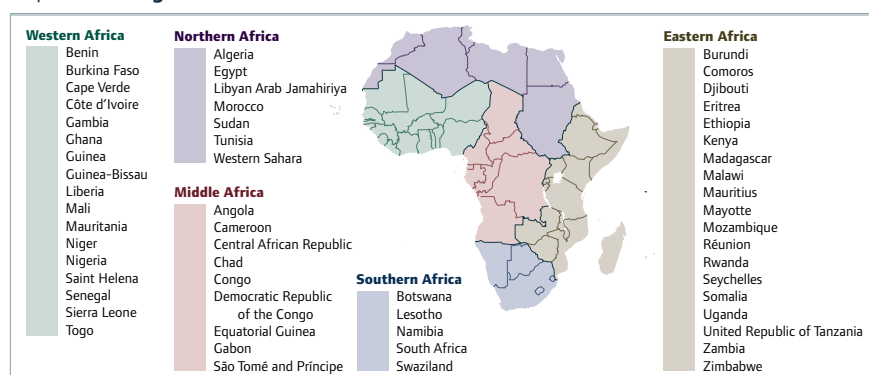 Western Africa
Benin
Burkina Faso
Cape Verde
Côte d'Ivoire
Gambia
Ghana
Guinea
Guinea-Bissau
Liberia
Mali
Mauritania
Niger
Nigeria
Saint Helena
Senegal
Sierra Leone
Togo
Northern Africa
Algeria
Egypt
Libyan Arab Jamahiriya
Morocco
Sudan
Tunisia
Western Sahara
Middle Africa
Angola
Cameroon
Central African Republic
Chad
Congo
Democratic Republic
of the Congo
Equatorial Guinea
Gabon
São Tomé and Príncipe
Southern Africa
Botswana
Lesotho
Namibia
South Africa
Swaziland
Eastern Africa
Burundi
Comoros
Djibouti
Eritrea
Ethiopia
Kenya
Madagascar
Malawi
Mauritius
Mayotte
Mozambique
Réunion
Rwanda
Seychelles
Somalia
Uganda
United Republic of Tanzania
Zambia
Zimbabwe